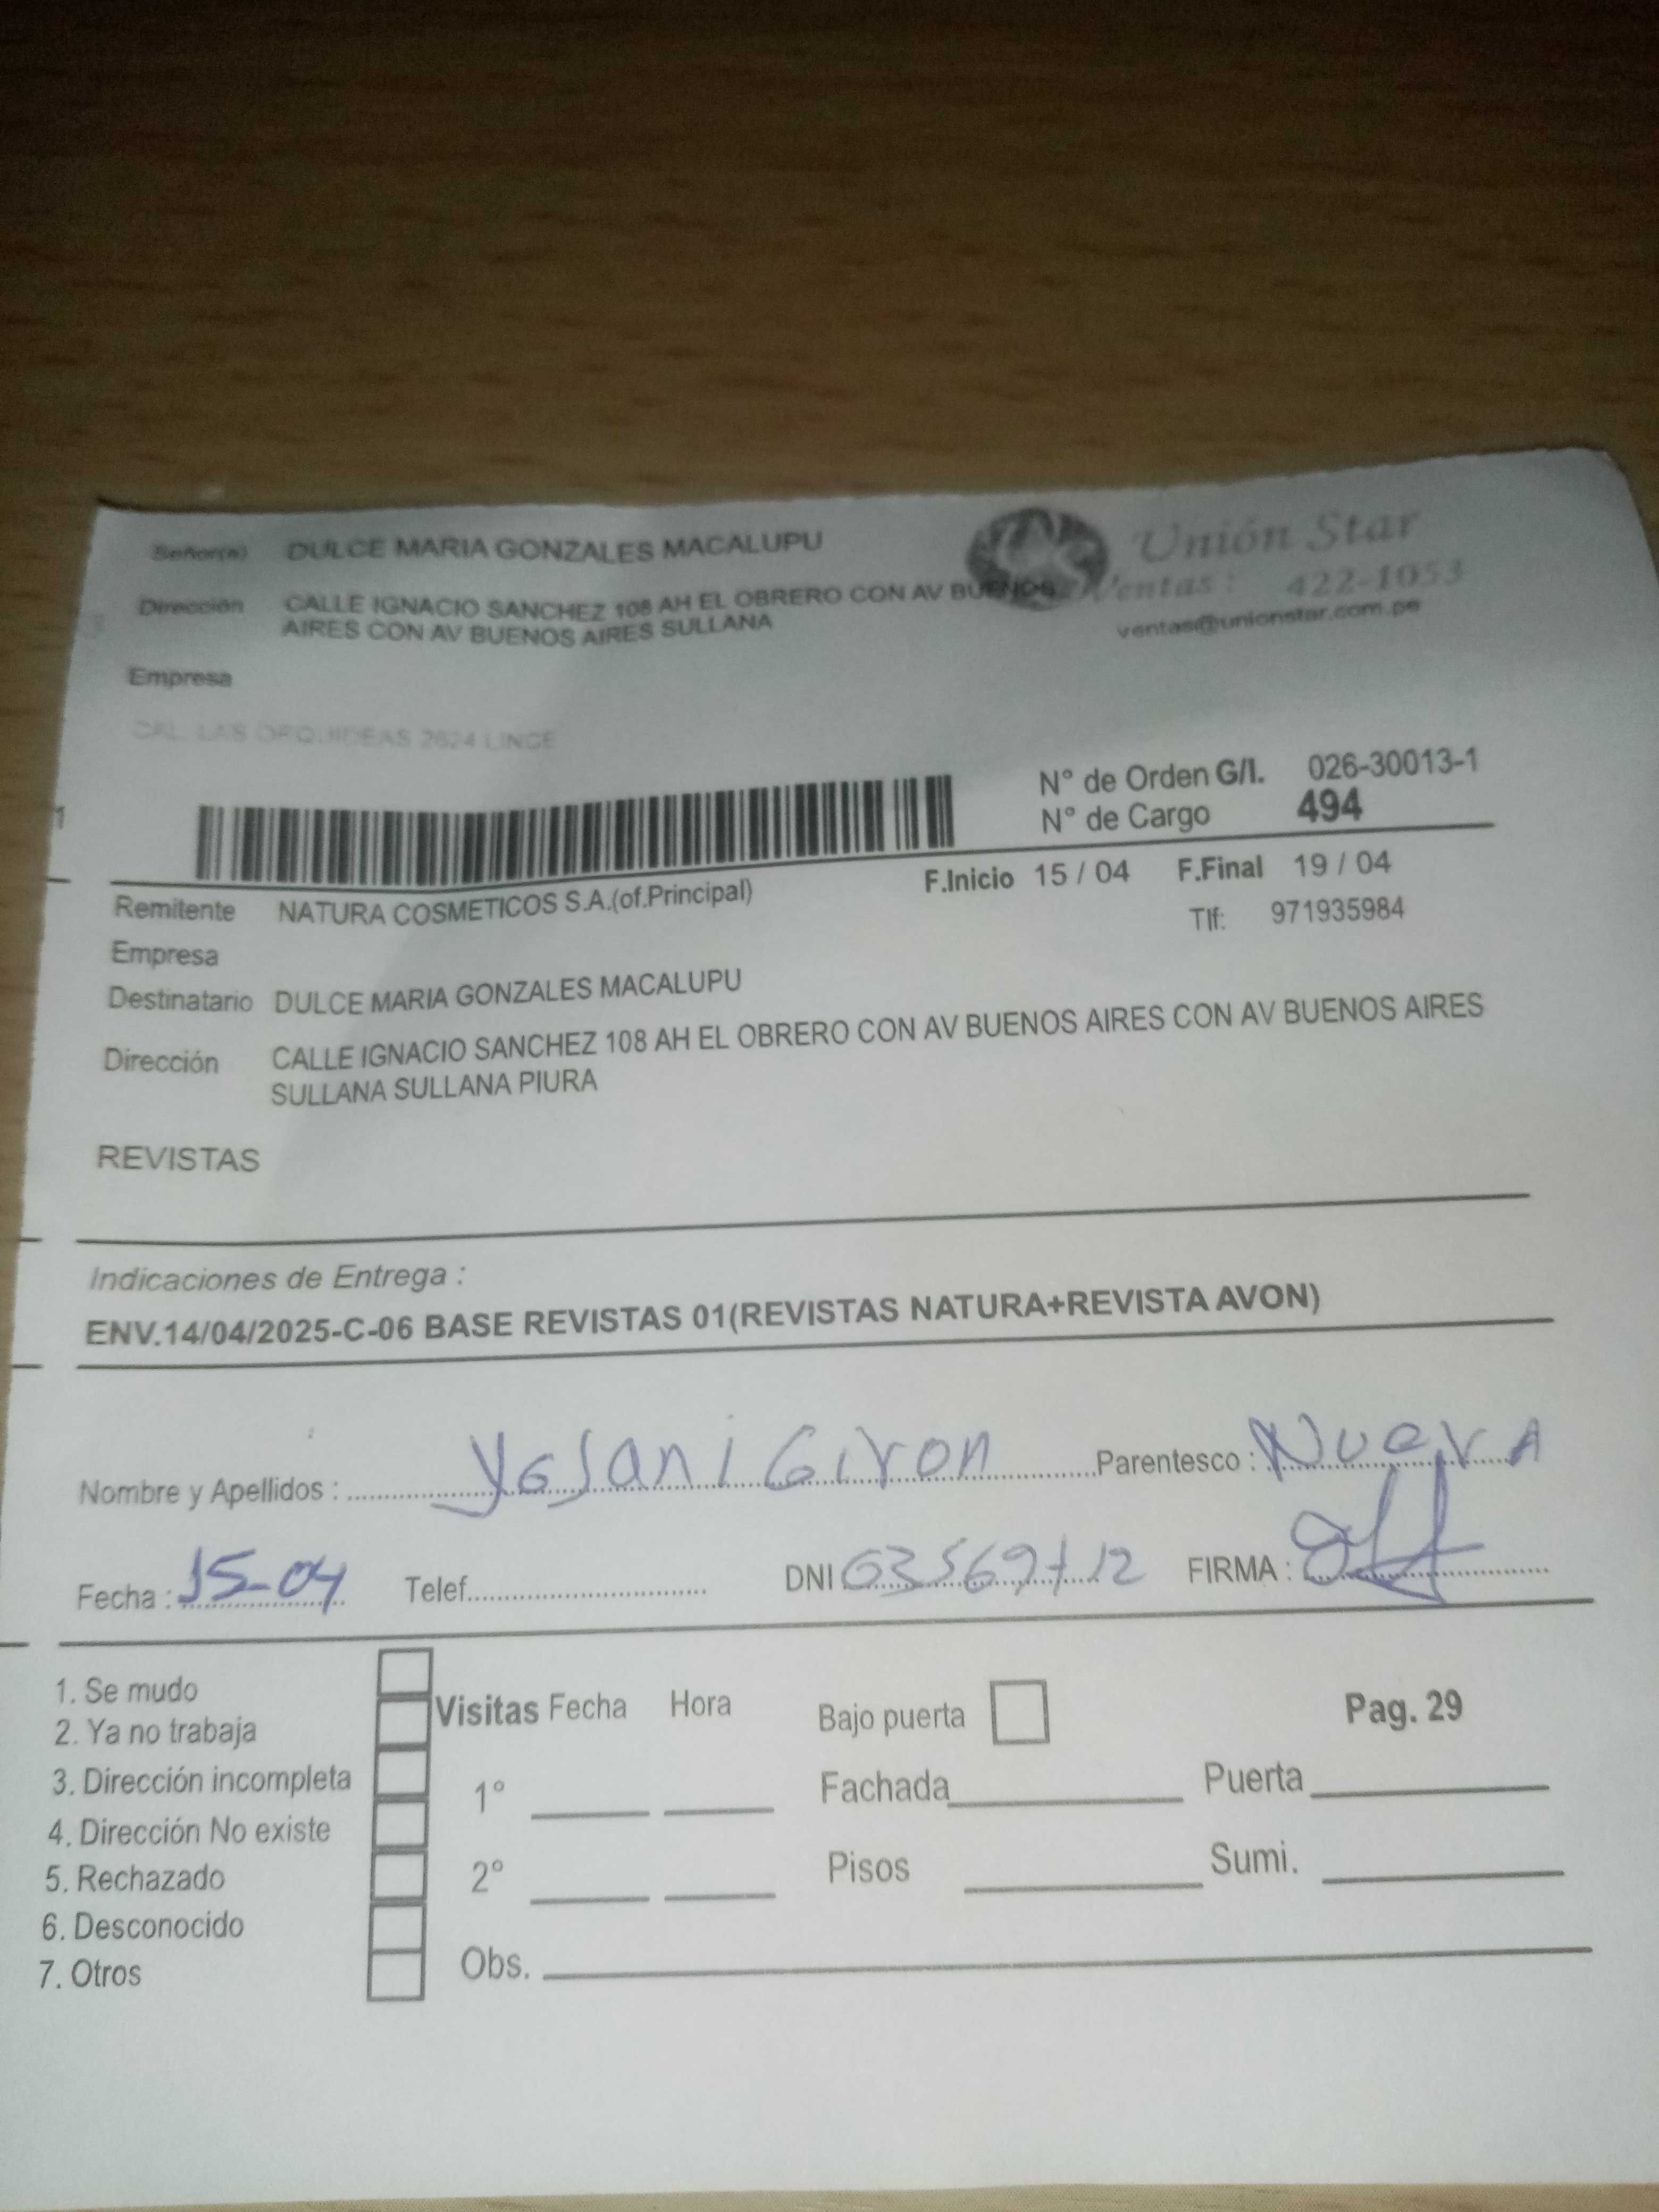 Señor(a) DULCE MARIA GONZALES MACALUPU
Unión Star
Dirección CALLE IGNACIO SANCHEZ 108 AH EL OBRERO CON AV BUENOS
Ventas: 422-1053
AIRES CON AV BUENOS AIRES SULLANA
ventas@unionstar.com.pe
Empresa
CAL. LAS ORQUIDEAS 2624 LINCE
N° de Orden G/I. 026-30013-1
N° de Cargo 494
F.Inicio 15 / 04 F.Final 19 / 04
Remitente NATURA COSMETICOS S.A.(of.Principal)
Tlf: 971935984
Empresa
Destinatario DULCE MARIA GONZALES MACALUPU
Dirección CALLE IGNACIO SANCHEZ 108 AH EL OBRERO CON AV BUENOS AIRES CON AV BUENOS AIRES
SULLANA SULLANA PIURA
REVISTAS
Indicaciones de Entrega :
ENV.14/04/2025-C-06 BASE REVISTAS 01(REVISTAS NATURA+REVISTA AVON)
Nombre y Apellidos : Yosani Giron Parentesco : NuerA
Fecha : 15-04 Telef. DNI 03569712 FIRMA :
1. Se mudo
2. Ya no trabaja
3. Dirección incompleta
4. Dirección No existe
5. Rechazado
6. Desconocido
7. Otros
Visitas Fecha Hora
1°
2°
Obs.
Bajo puerta
Fachada
Pisos
Pag. 29
Puerta
Sumi.